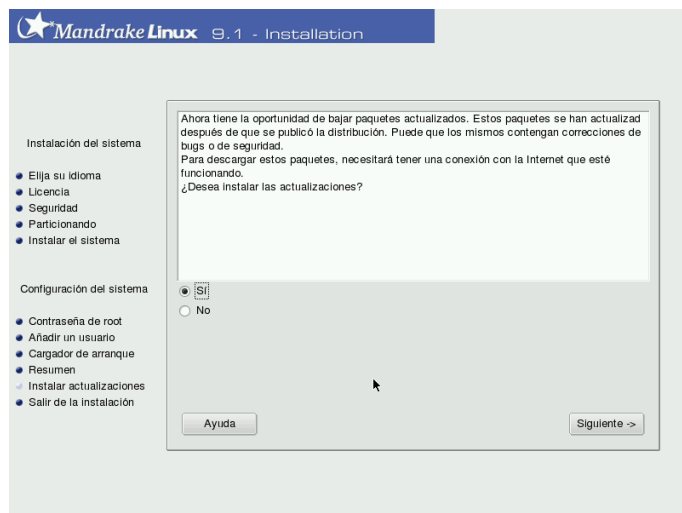 Mandrake Linux 9.1 - Installation
Instalación del sistema
Elija su idioma
Licencia
Seguridad
Particionando
Instalar el sistema
Configuración del sistema
Contraseña de root
Añadir un usuario
Cargador de arranque
Resumen
Instalar actualizaciones
Salir de la instalación
Ahora tiene la oportunidad de bajar paquetes actualizados. Estos paquetes se han actualizad
después de que se publicó la distribución. Puede que los mismos contengan correcciones de
bugs o de seguridad.
Para descargar estos paquetes, necesitará tener una conexión con la Internet que esté
funcionando.
¿Desea instalar las actualizaciones?
Sí
No
Ayuda
Siguiente ->